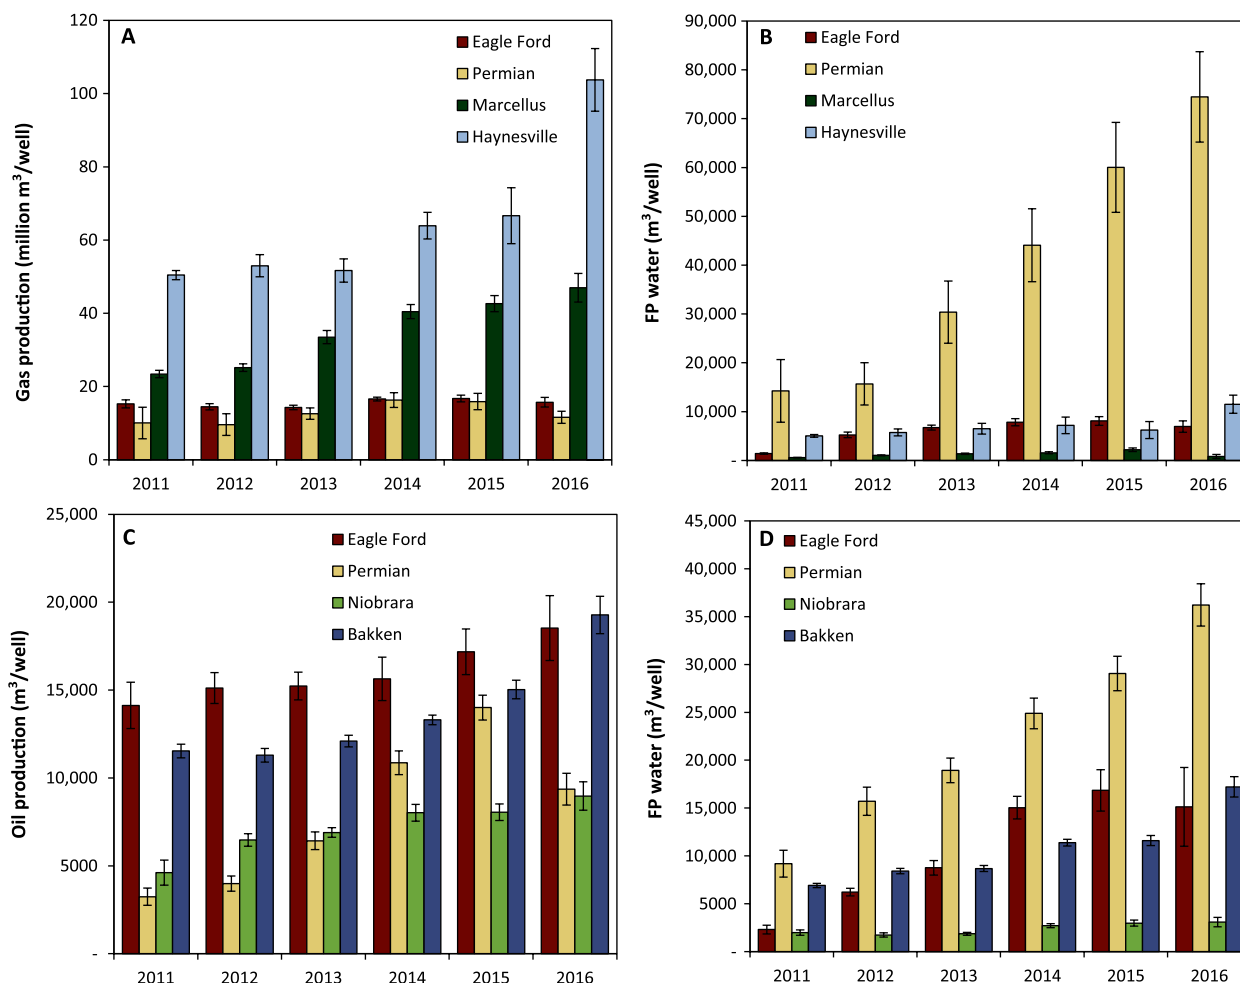 A
Eagle Ford
Permian
Marcellus
Haynesville
Gas production (million m³/well)
120
100
80
60
40
20
0
2011 2012 2013 2014 2015 2016
B
Eagle Ford
Permian
Marcellus
Haynesville
FP water (m³/well)
90,000
80,000
70,000
60,000
50,000
40,000
30,000
20,000
10,000
-
2011 2012 2013 2014 2015 2016
C
Eagle Ford
Permian
Niobrara
Bakken
Oil production (m³/well)
25,000
20,000
15,000
10,000
5000
-
2011 2012 2013 2014 2015 2016
D
Eagle Ford
Permian
Niobrara
Bakken
FP water (m³/well)
45,000
40,000
35,000
30,000
25,000
20,000
15,000
10,000
5000
-
2011 2012 2013 2014 2015 2016